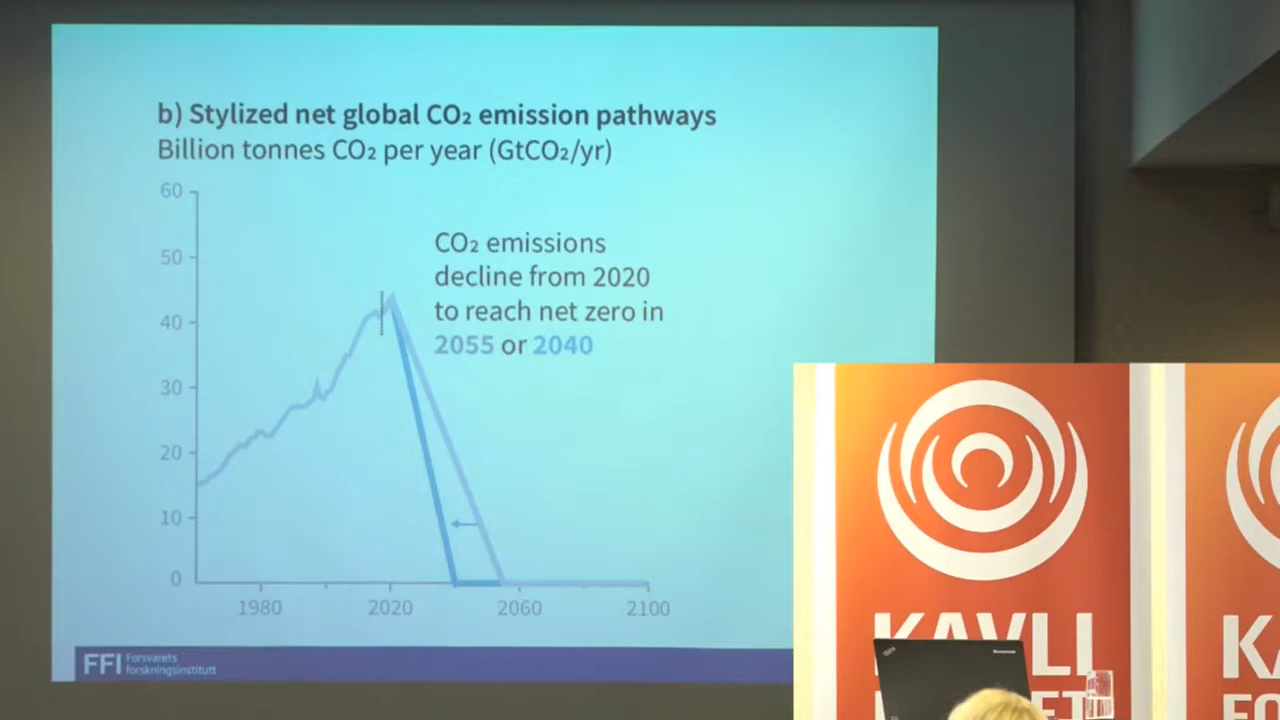 b) Stylized net global CO₂ emission pathways
Billion tonnes CO₂ per year (GtCO₂/yr)
60
50
40
30
20
10
0
CO₂ emissions
decline from 2020
to reach net zero in
2055 or 2040
1980
2020
2060
2100
FFI
Forsvarets
forskningsinstitutt
KAVLI
KA
FO